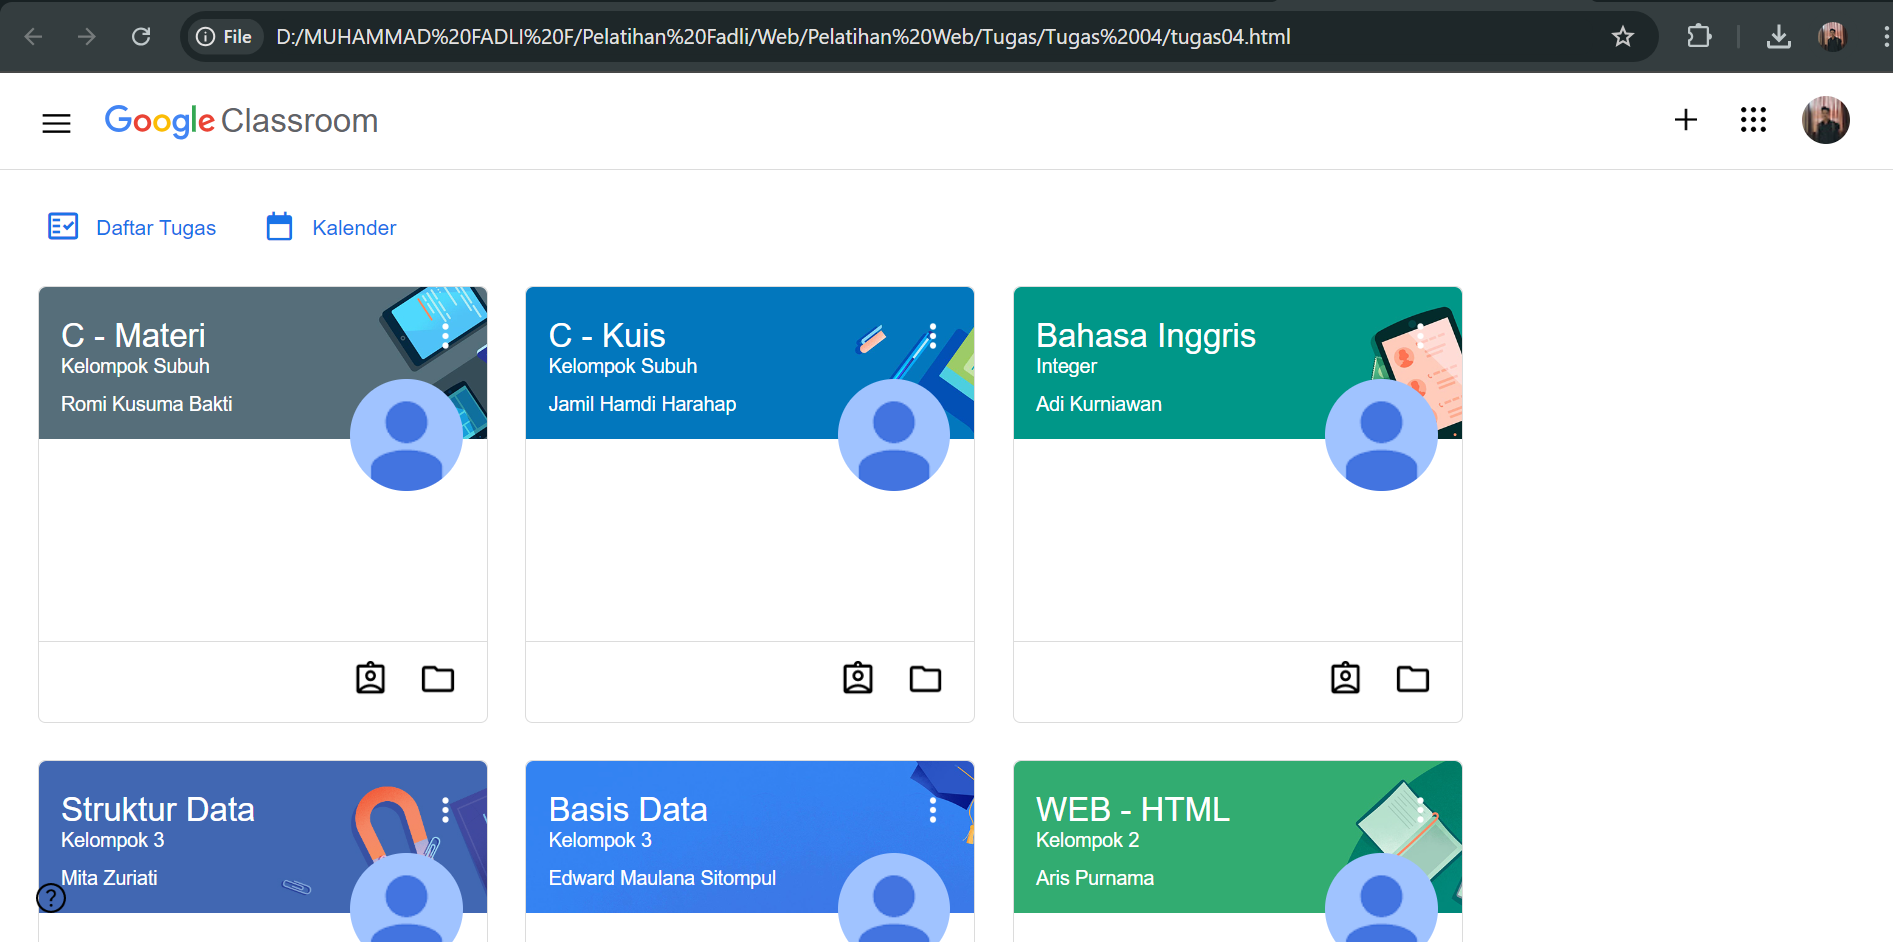 File D:/MUHAMMAD%20FADLI%20F/Pelatihan%20Fadli/Web/Pelatihan%20Web/Tugas/Tugas%2004/tugas04.html
Google Classroom
Daftar Tugas Kalender
C - Materi
Kelompok Subuh
Romi Kusuma Bakti
C - Kuis
Kelompok Subuh
Jamil Hamdi Harahap
Bahasa Inggris
Integer
Adi Kurniawan
Struktur Data
Kelompok 3
Mita Zuriati
Basis Data
Kelompok 3
Edward Maulana Sitompul
WEB - HTML
Kelompok 2
Aris Purnama
?